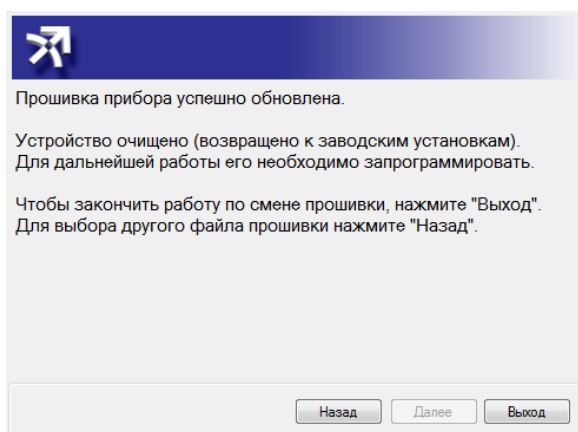 Прошивка прибора успешно обновлена.
Устройство очищено (возвращено к заводским установкам).
Для дальнейшей работы его необходимо запрограммировать.
Чтобы закончить работу по смене прошивки, нажмите "Выход".
Для выбора другого файла прошивки нажмите "Назад".
Назад Далее Выход